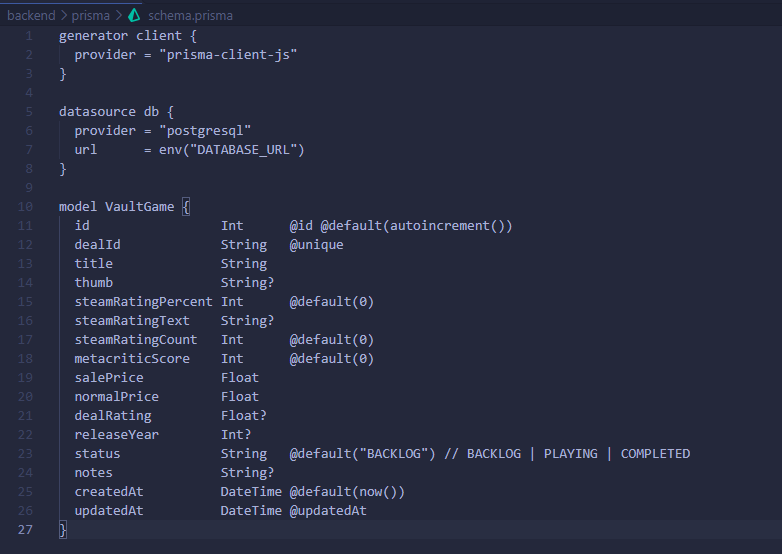 backend > prisma > schema.prisma
1 generator client {
2   provider = "prisma-client-js"
3 }
4
5 datasource db {
6   provider = "postgresql"
7   url      = env("DATABASE_URL")
8 }
9
10 model VaultGame {
11   id                 Int      @id @default(autoincrement())
12   dealId             String   @unique
13   title              String
14   thumb              String?
15   steamRatingPercent Int      @default(0)
16   steamRatingText    String?
17   steamRatingCount   Int      @default(0)
18   metacriticScore    Int      @default(0)
19   salePrice          Float
20   normalPrice        Float
21   dealRating         Float?
22   releaseYear        Int?
23   status             String   @default("BACKLOG") // BACKLOG | PLAYING | COMPLETED
24   notes              String?
25   createdAt          DateTime @default(now())
26   updatedAt          DateTime @updatedAt
27 }